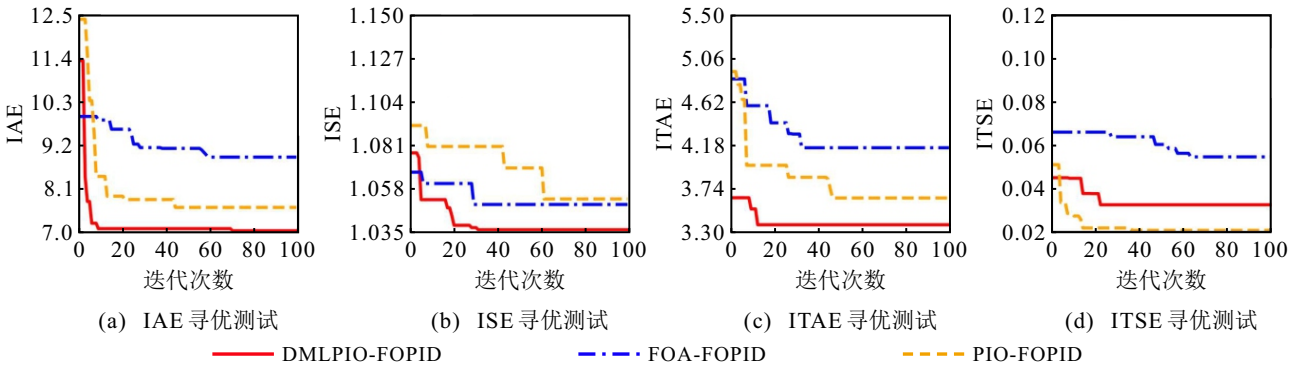 12.5
11.4
10.3
9.2
8.1
7.0
IAE
0 20 40 60 80 100
迭代次数
(a) IAE 寻优测试
1.150
1.127
1.104
1.081
1.058
1.035
ISE
0 20 40 60 80 100
迭代次数
(b) ISE 寻优测试
5.50
5.06
4.62
4.18
3.74
3.30
ITAE
0 20 40 60 80 100
迭代次数
(c) ITAE 寻优测试
0.12
0.10
0.08
0.06
0.04
0.02
ITSE
0 20 40 60 80 100
迭代次数
(d) ITSE 寻优测试
DMLPIO-FOPID FOA-FOPID PIO-FOPID